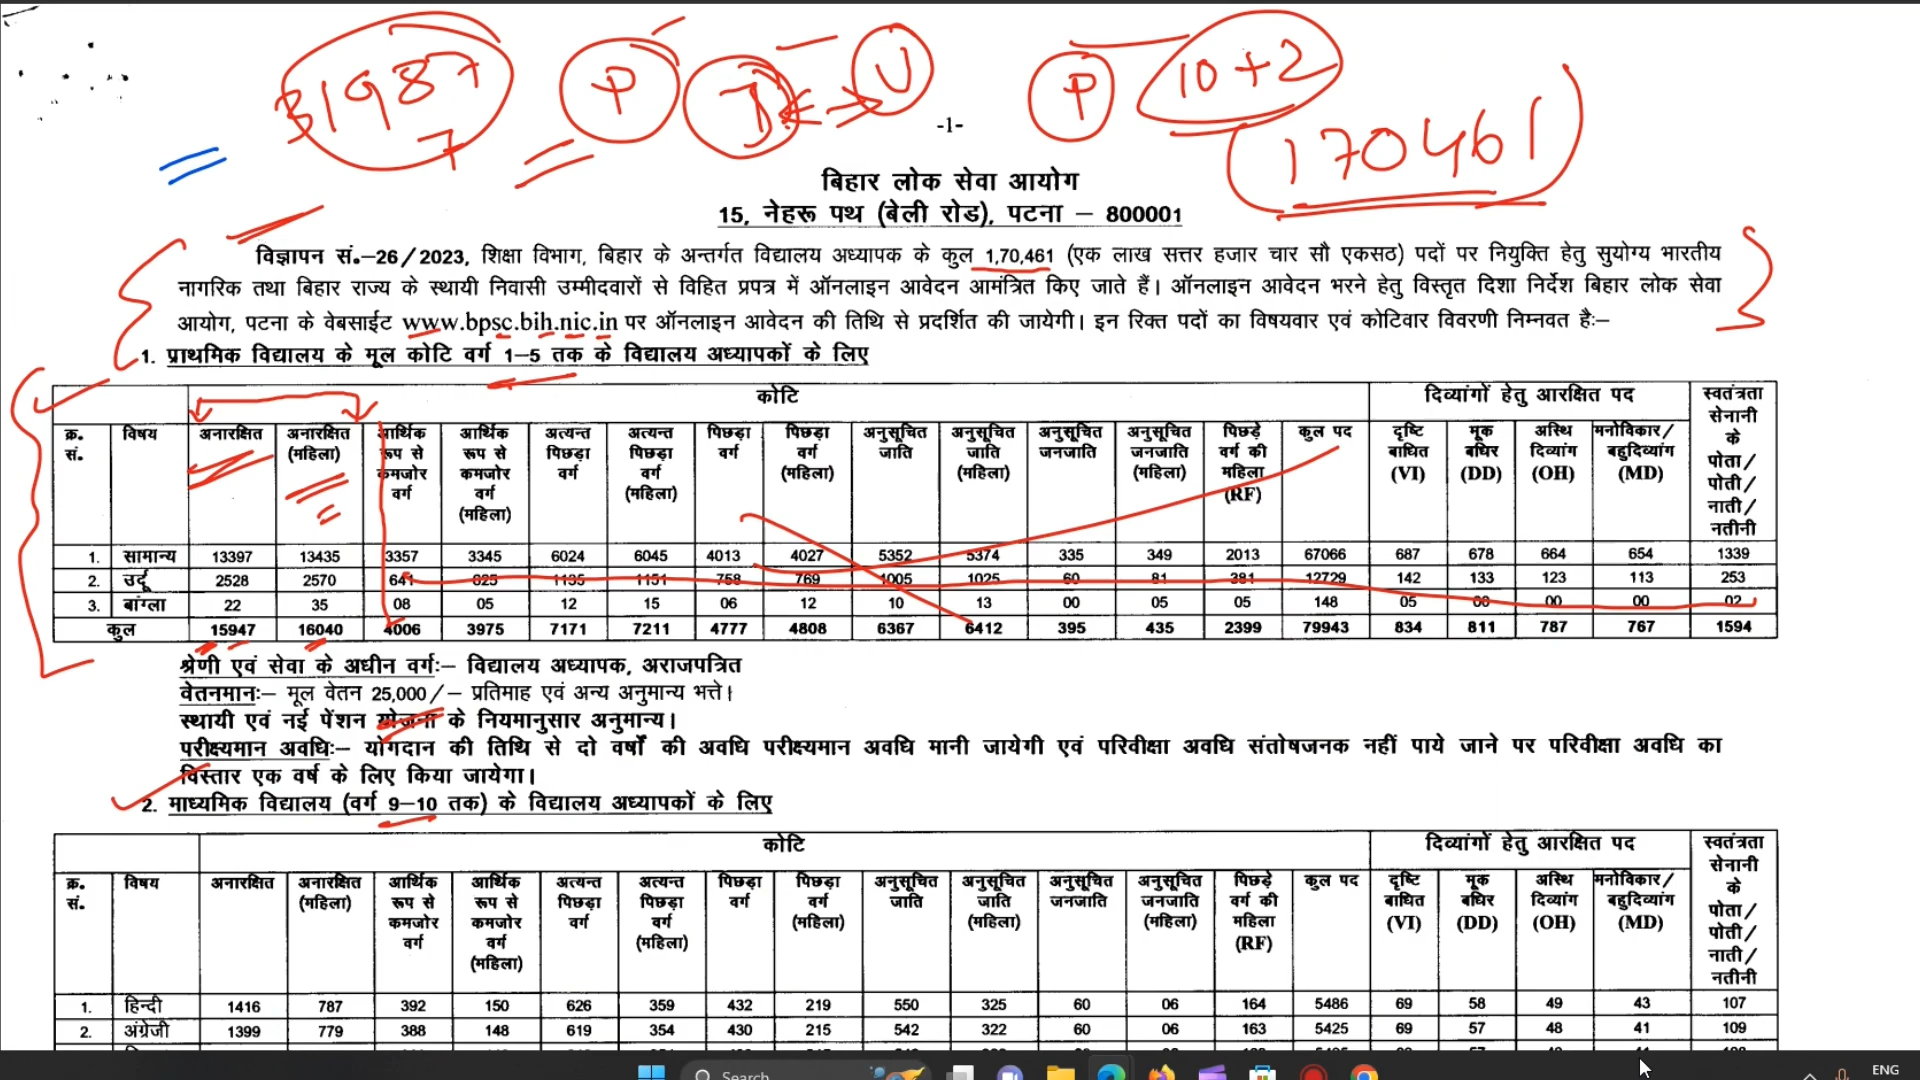 31987
7
P
J
U
P
10+2
170461
-1-
बिहार लोक सेवा आयोग
15, नेहरू पथ (बेली रोड), पटना – 800001
विज्ञापन सं.–26/2023, शिक्षा विभाग, बिहार के अन्तर्गत विद्यालय अध्यापक के कुल 1,70,461 (एक लाख सत्तर हजार चार सौ एकसठ) पदों पर नियुक्ति हेतु सुयोग्य भारतीय
नागरिक तथा बिहार राज्य के स्थायी निवासी उम्मीदवारों से विहित प्रपत्र में ऑनलाइन आवेदन आमंत्रित किए जाते हैं। ऑनलाइन आवेदन भरने हेतु विस्तृत दिशा निर्देश बिहार लोक सेवा
आयोग, पटना के वेबसाईट www.bpsc.bih.nic.in पर ऑनलाइन आवेदन की तिथि से प्रदर्शित की जायेगी। इन रिक्त पदों का विषयवार एवं कोटिवार विवरणी निम्नवत है:–
1. प्राथमिक विद्यालय के मूल कोटि वर्ग 1–5 तक के विद्यालय अध्यापकों के लिए
कोटि दिव्यांगों हेतु आरक्षित पद
क्र. सं. विषय अनारक्षित अनारक्षित (महिला) आर्थिक रूप से कमजोर वर्ग आर्थिक रूप से कमजोर वर्ग (महिला) अत्यन्त पिछड़ा वर्ग अत्यन्त पिछड़ा वर्ग (महिला) पिछड़ा वर्ग पिछड़ा वर्ग (महिला) अनुसूचित जाति अनुसूचित जाति (महिला) अनुसूचित जनजाति अनुसूचित जनजाति (महिला) पिछड़े वर्ग की महिला (RF) कुल पद दृष्टि बाधित (VI) मूक बधिर (DD) अस्थि दिव्यांग (OH) मनोविकार/ बहुदिव्यांग (MD) स्वतंत्रता सेनानी के पोता/ पोती/ नाती/ नतीनी
1. सामान्य 13397 13435 3357 3345 6024 6045 4013 4027 5352 5374 335 349 2013 67066 687 678 664 654 1339
2. उर्दू 2528 2570 641 625 1135 1151 758 769 1005 1025 60 81 381 12729 142 133 123 113 253
3. बांग्ला 22 35 08 05 12 15 06 12 10 13 00 05 05 148 05 00 00 00 02
कुल 15947 16040 4006 3975 7171 7211 4777 4808 6367 6412 395 435 2399 79943 834 811 787 767 1594
श्रेणी एवं सेवा के अधीन वर्ग:– विद्यालय अध्यापक, अराजपत्रित
वेतनमान:– मूल वेतन 25,000/– प्रतिमाह एवं अन्य अनुमान्य भत्ते।
स्थायी एवं नई पेंशन योजना के नियमानुसार अनुमान्य।
परीक्ष्यमान अवधि:– योगदान की तिथि से दो वर्षों की अवधि परीक्ष्यमान अवधि मानी जायेगी एवं परिवीक्षा अवधि संतोषजनक नहीं पाये जाने पर परिवीक्षा अवधि का
विस्तार एक वर्ष के लिए किया जायेगा।
2. माध्यमिक विद्यालय (वर्ग 9–10 तक) के विद्यालय अध्यापकों के लिए
कोटि दिव्यांगों हेतु आरक्षित पद
क्र. सं. विषय अनारक्षित अनारक्षित (महिला) आर्थिक रूप से कमजोर वर्ग आर्थिक रूप से कमजोर वर्ग (महिला) अत्यन्त पिछड़ा वर्ग अत्यन्त पिछड़ा वर्ग (महिला) पिछड़ा वर्ग पिछड़ा वर्ग (महिला) अनुसूचित जाति अनुसूचित जाति (महिला) अनुसूचित जनजाति अनुसूचित जनजाति (महिला) पिछड़े वर्ग की महिला (RF) कुल पद दृष्टि बाधित (VI) मूक बधिर (DD) अस्थि दिव्यांग (OH) मनोविकार/ बहुदिव्यांग (MD) स्वतंत्रता सेनानी के पोता/ पोती/ नाती/ नतीनी
1. हिन्दी 1416 787 392 150 626 359 432 219 550 325 60 06 164 5486 69 58 49 43 107
2. अंग्रेजी 1399 779 388 148 619 354 430 215 542 322 60 06 163 5425 69 57 48 41 109
Search
ENG